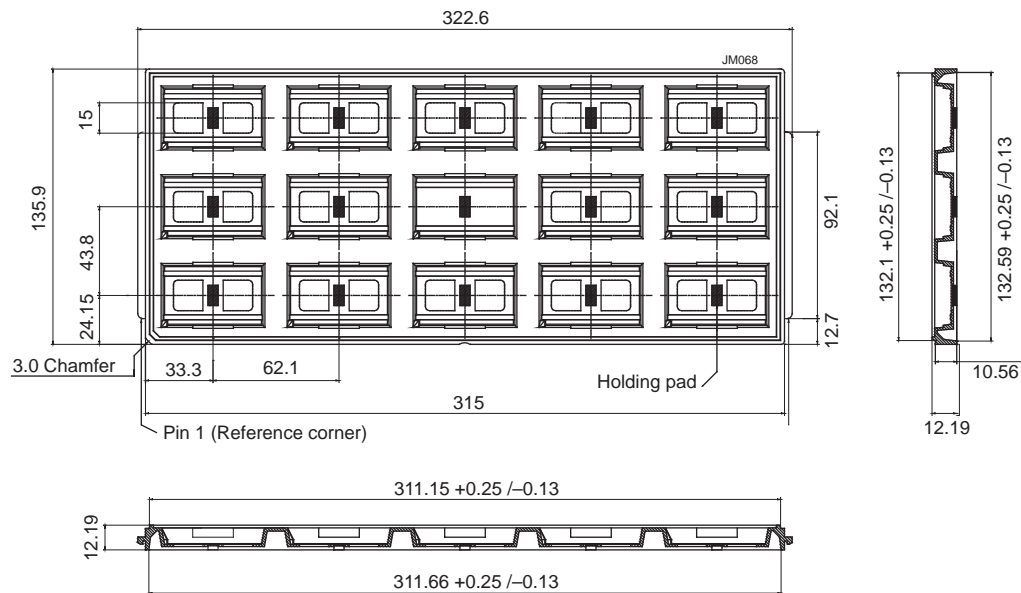 322.6
JM068
15
135.9
43.8
24.15
92.1
12.7
132.1 +0.25 /–0.13
132.59 +0.25 /–0.13
3.0 Chamfer
33.3
62.1
Holding pad
10.56
315
12.19
Pin 1 (Reference corner)
311.15 +0.25 /–0.13
12.19
311.66 +0.25 /–0.13